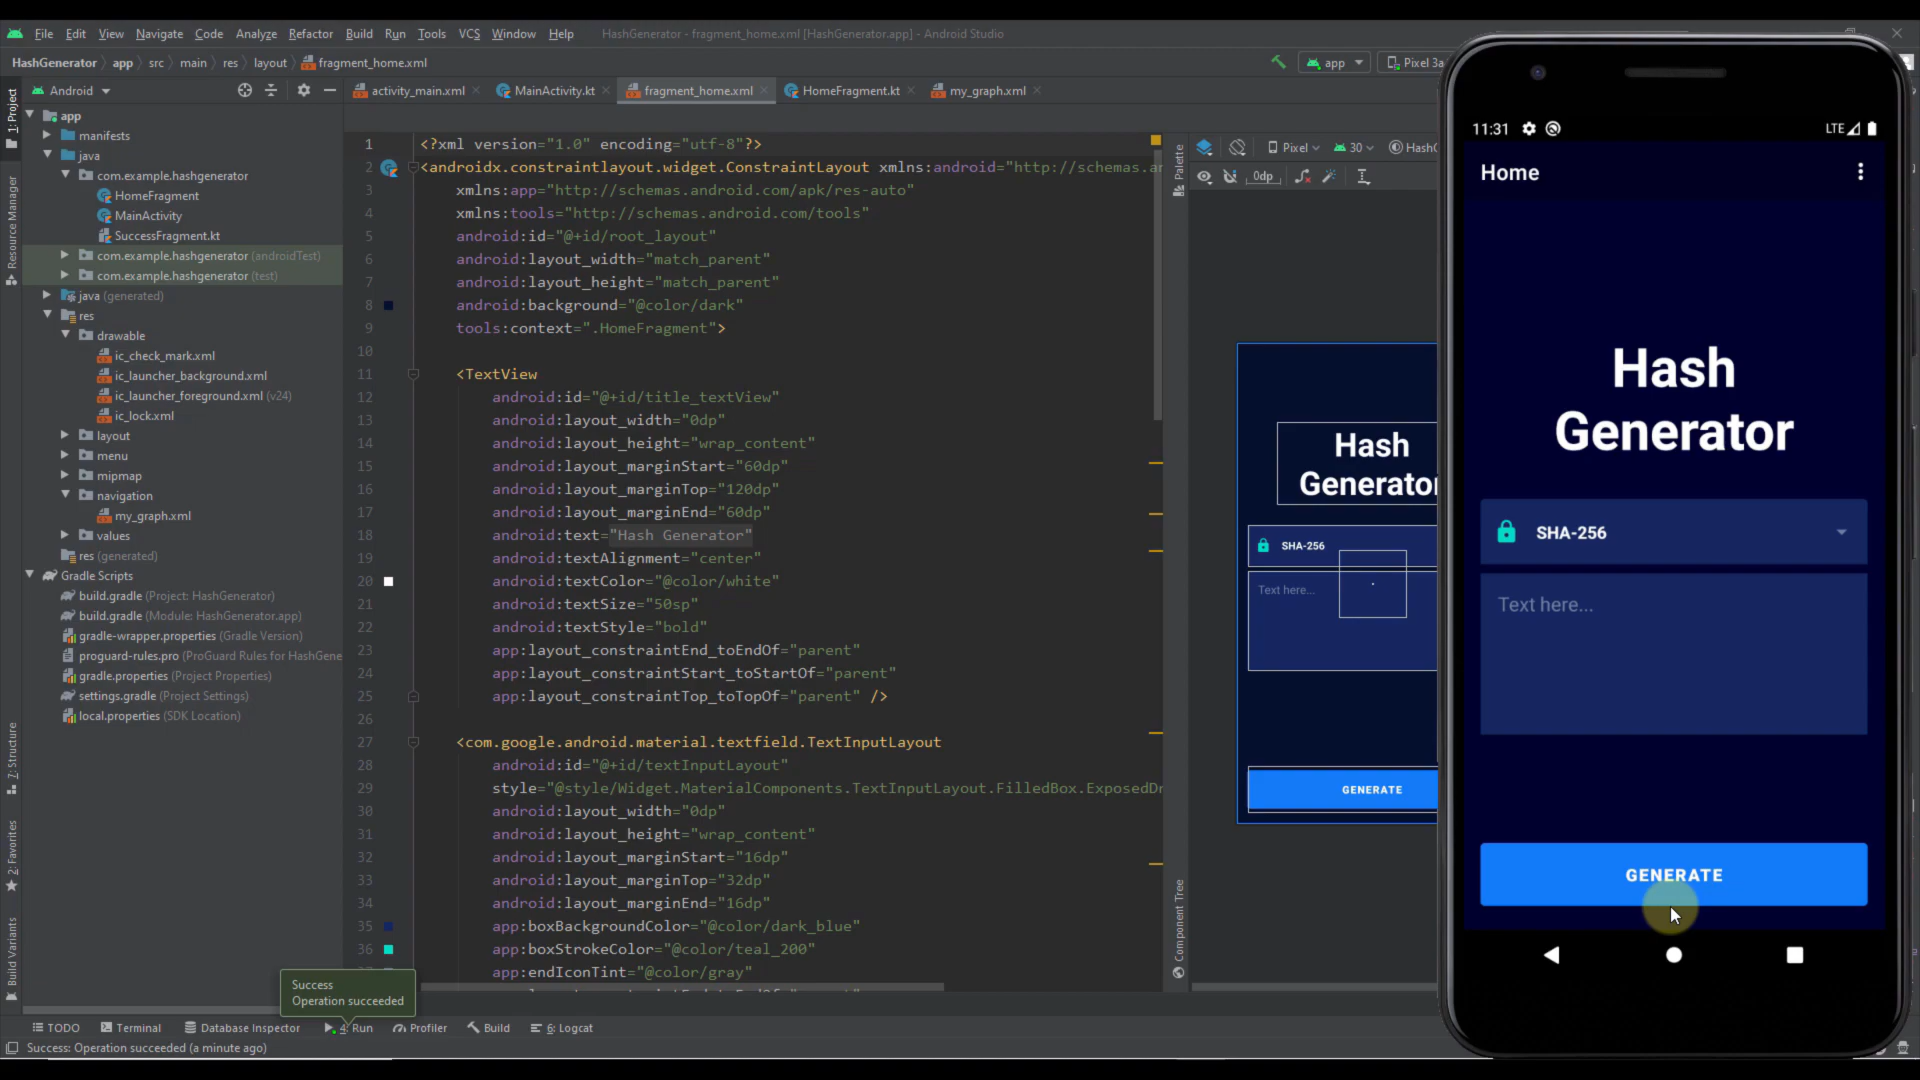 File Edit View Navigate Code Analyze Refactor Build Run Tools VCS Window Help HashGenerator - fragment_home.xml [HashGenerator.app] - Android Studio
HashGenerator app src main res layout fragment_home.xml app Pixel 3a
Android
activity_main.xml MainActivity.kt fragment_home.xml HomeFragment.kt my_graph.xml
1: Project
Resource Manager
Z: Structure
2: Favorites
Build Variants
app
manifests
java
com.example.hashgenerator
HomeFragment
MainActivity
SuccessFragment.kt
com.example.hashgenerator (androidTest)
com.example.hashgenerator (test)
java (generated)
res
drawable
ic_check_mark.xml
ic_launcher_background.xml
ic_launcher_foreground.xml (v24)
ic_lock.xml
layout
menu
mipmap
navigation
my_graph.xml
values
res (generated)
Gradle Scripts
build.gradle (Project: HashGenerator)
build.gradle (Module: HashGenerator.app)
gradle-wrapper.properties (Gradle Version)
proguard-rules.pro (ProGuard Rules for HashGene
gradle.properties (Project Properties)
settings.gradle (Project Settings)
local.properties (SDK Location)
1 <?xml version="1.0" encoding="utf-8"?>
2 <androidx.constraintlayout.widget.ConstraintLayout xmlns:android="http://schemas.ar
3 xmlns:app="http://schemas.android.com/apk/res-auto"
4 xmlns:tools="http://schemas.android.com/tools"
5 android:id="@+id/root_layout"
6 android:layout_width="match_parent"
7 android:layout_height="match_parent"
8 android:background="@color/dark"
9 tools:context=".HomeFragment">
10
11 <TextView
12 android:id="@+id/title_textView"
13 android:layout_width="0dp"
14 android:layout_height="wrap_content"
15 android:layout_marginStart="60dp"
16 android:layout_marginTop="120dp"
17 android:layout_marginEnd="60dp"
18 android:text="Hash Generator"
19 android:textAlignment="center"
20 android:textColor="@color/white"
21 android:textSize="50sp"
22 android:textStyle="bold"
23 app:layout_constraintEnd_toEndOf="parent"
24 app:layout_constraintStart_toStartOf="parent"
25 app:layout_constraintTop_toTopOf="parent" />
26
27 <com.google.android.material.textfield.TextInputLayout
28 android:id="@+id/textInputLayout"
29 style="@style/Widget.MaterialComponents.TextInputLayout.FilledBox.ExposedDr
30 android:layout_width="0dp"
31 android:layout_height="wrap_content"
32 android:layout_marginStart="16dp"
33 android:layout_marginTop="32dp"
34 android:layout_marginEnd="16dp"
35 app:boxBackgroundColor="@color/dark_blue"
36 app:boxStrokeColor="@color/teal_200"
app:endIconTint="@color/gray"
Palette
Component Tree
Pixel 30 HashG
0dp
Hash
Generator
SHA-256
Text here...
GENERATE
11:31 LTE
Home
Hash
Generator
SHA-256
Text here...
GENERATE
Success
Operation succeeded
TODO Terminal Database Inspector 4: Run Profiler Build 6: Logcat
Success: Operation succeeded (a minute ago)